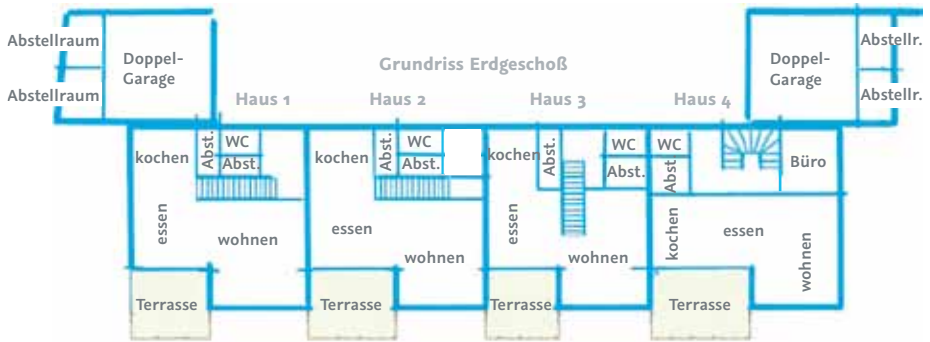 Abstellraum
Abstellraum
Doppel-
Garage
Grundriss Erdgeschoß
Doppel-
Garage
Abstellr.
Abstellr.
Haus 1
Haus 2
Haus 3
Haus 4
kochen
Abst.
WC
Abst.
essen
wohnen
Terrasse
kochen
Abst.
WC
Abst.
essen
wohnen
Terrasse
kochen
Abst.
WC
Abst.
essen
wohnen
Terrasse
WC
Abst
Büro
kochen
essen
wohnen
Terrasse